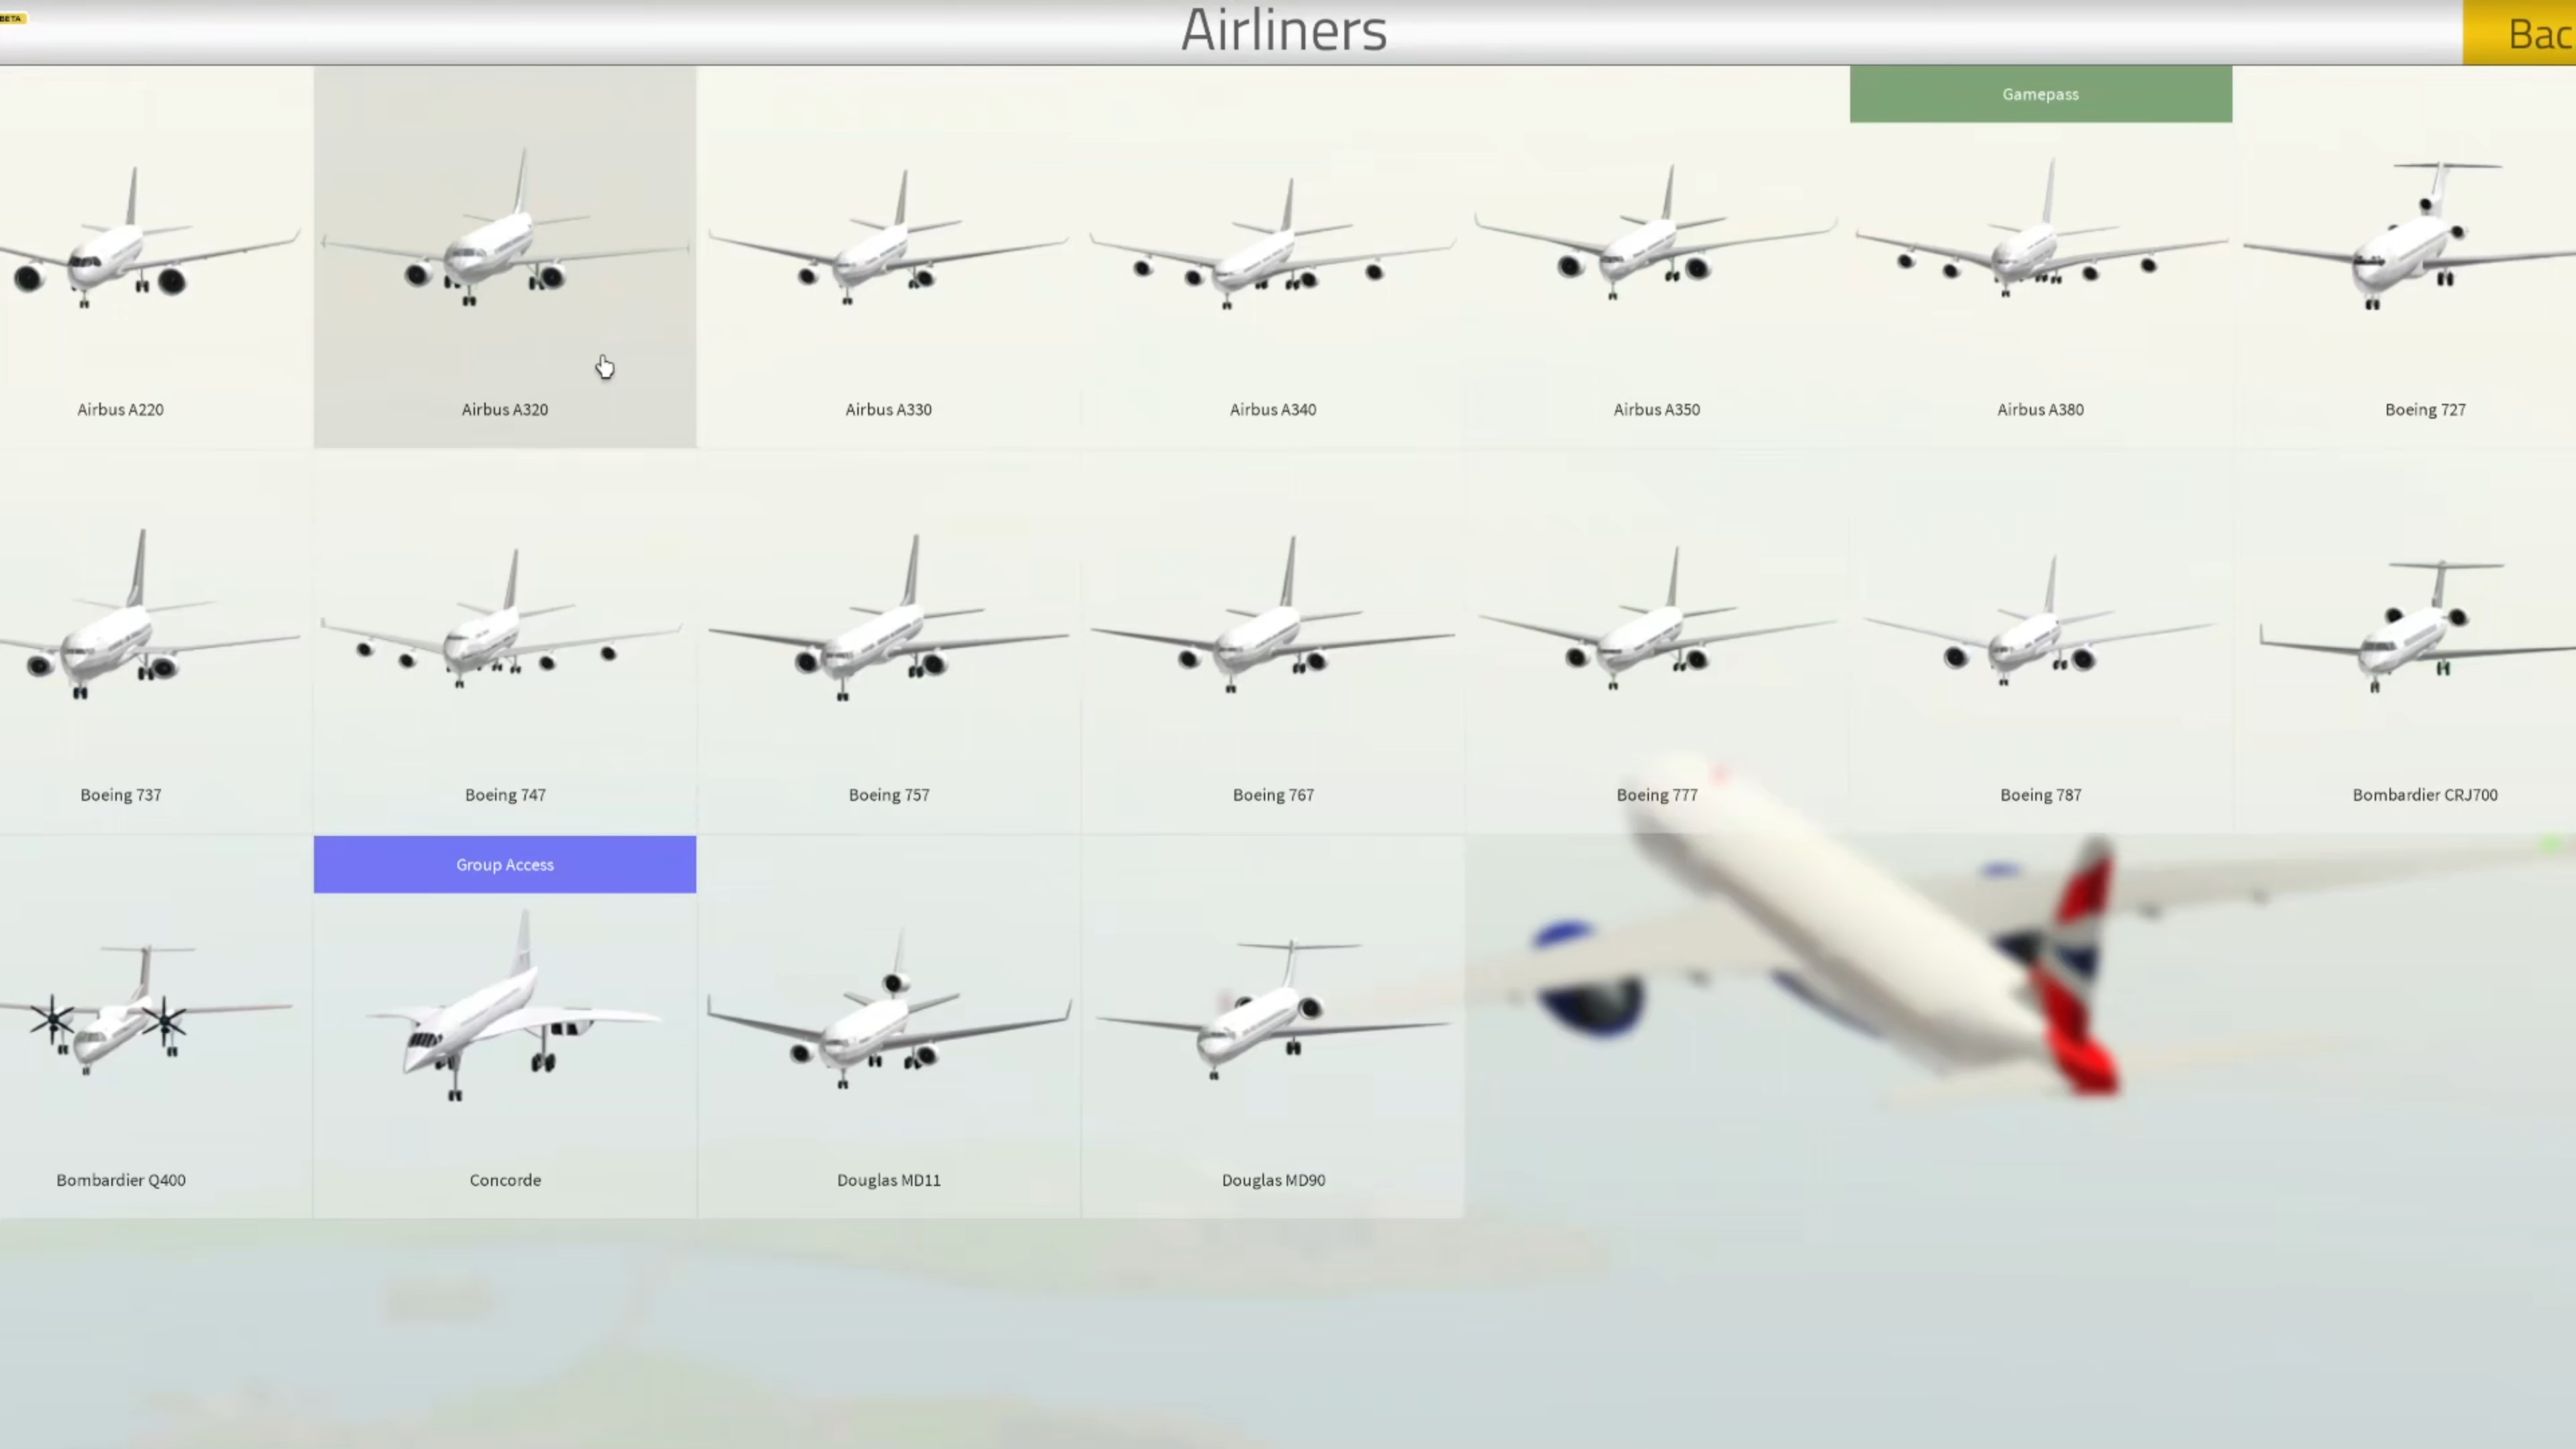 BETA
Airliners
Bac
Gamepass
Airbus A220
Airbus A320
Airbus A330
Airbus A340
Airbus A350
Airbus A380
Boeing 727
Boeing 737
Boeing 747
Boeing 757
Boeing 767
Boeing 777
Boeing 787
Bombardier CRJ700
Group Access
Bombardier Q400
Concorde
Douglas MD11
Douglas MD90